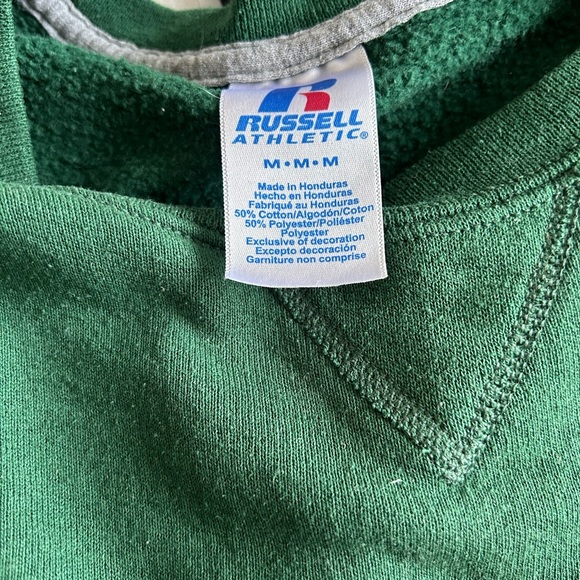 RUSSELL
ATHLETIC®
M•M•M
Made in Honduras
Hecho en Honduras
Fabriqué au Honduras
50% Cotton/Algodón/Coton
50% Polyester/Poliéster
Polyester
Exclusive of decoration
Excepto decoración
Garniture non comprise